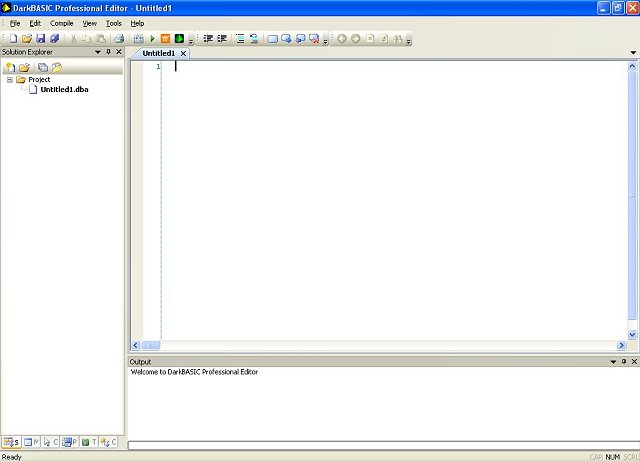 DarkBASIC Professional Editor - Untitled1
File Edit Compile View Tools Help
Solution Explorer
Untitled1
1
Project
Untitled1.dba
Output
Welcome to DarkBASIC Professional Editor
S M C P T C
Ready
CAP NUM SCRL